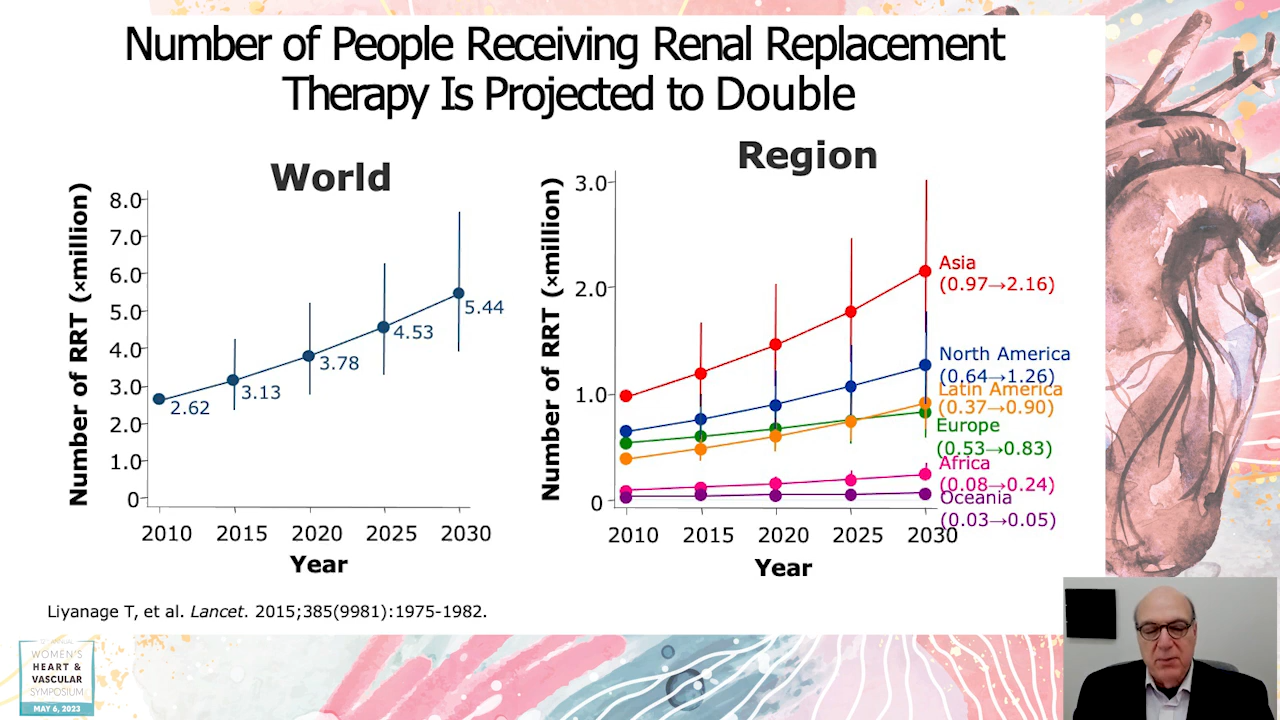 Number of People Receiving Renal Replacement
Therapy Is Projected to Double
World
Number of RRT (×million)
8.0
7.0
6.0
5.0
4.0
3.0
2.0
1.0
0
2.62
3.13
3.78
4.53
5.44
2010 2015 2020 2025 2030
Year
Region
Number of RRT (×million)
3.0
2.0
1.0
0
Asia
(0.97→2.16)
North America
(0.64→1.26)
Latin America
(0.37→0.90)
Europe
(0.53→0.83)
Africa
(0.08→0.24)
Oceania
(0.03→0.05)
2010 2015 2020 2025 2030
Year
Liyanage T, et al. Lancet. 2015;385(9981):1975-1982.
WOMEN'S
HEART &
VASCULAR
SYMPOSIUM
MAY 6, 2023